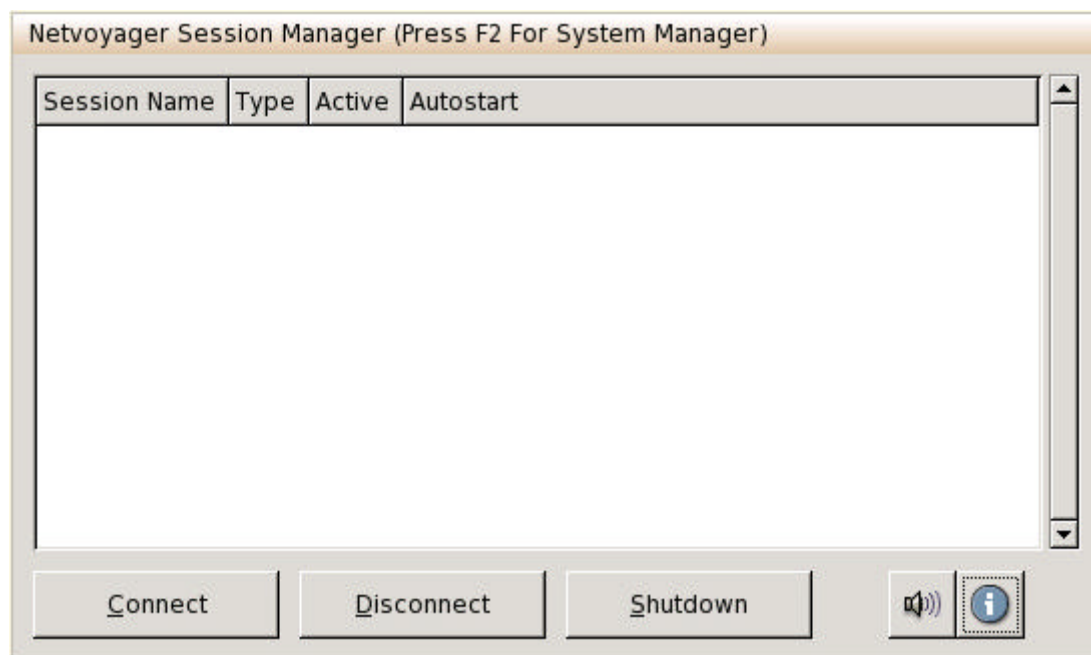 Netvoyager Session Manager (Press F2 For System Manager)
Session Name Type Active Autostart
Connect Disconnect Shutdown